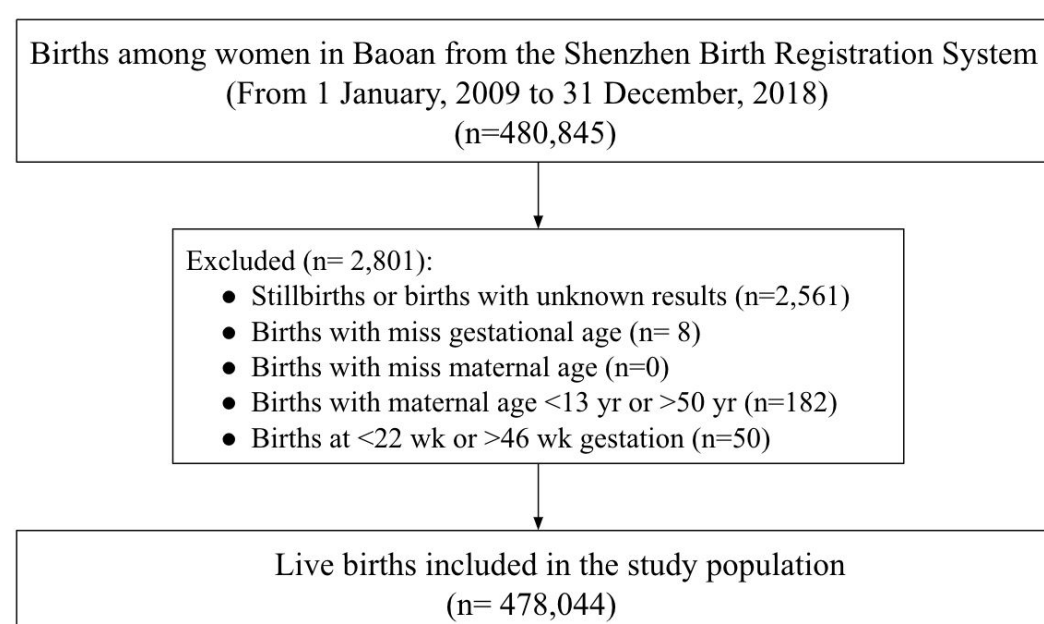 Births among women in Baoan from the Shenzhen Birth Registration System
(From 1 January, 2009 to 31 December, 2018)
(n=480,845)
Excluded (n= 2,801):
● Stillbirths or births with unknown results (n=2,561)
● Births with miss gestational age (n= 8)
● Births with miss maternal age (n=0)
● Births with maternal age <13 yr or >50 yr (n=182)
● Births at <22 wk or >46 wk gestation (n=50)
Live births included in the study population
(n= 478,044)